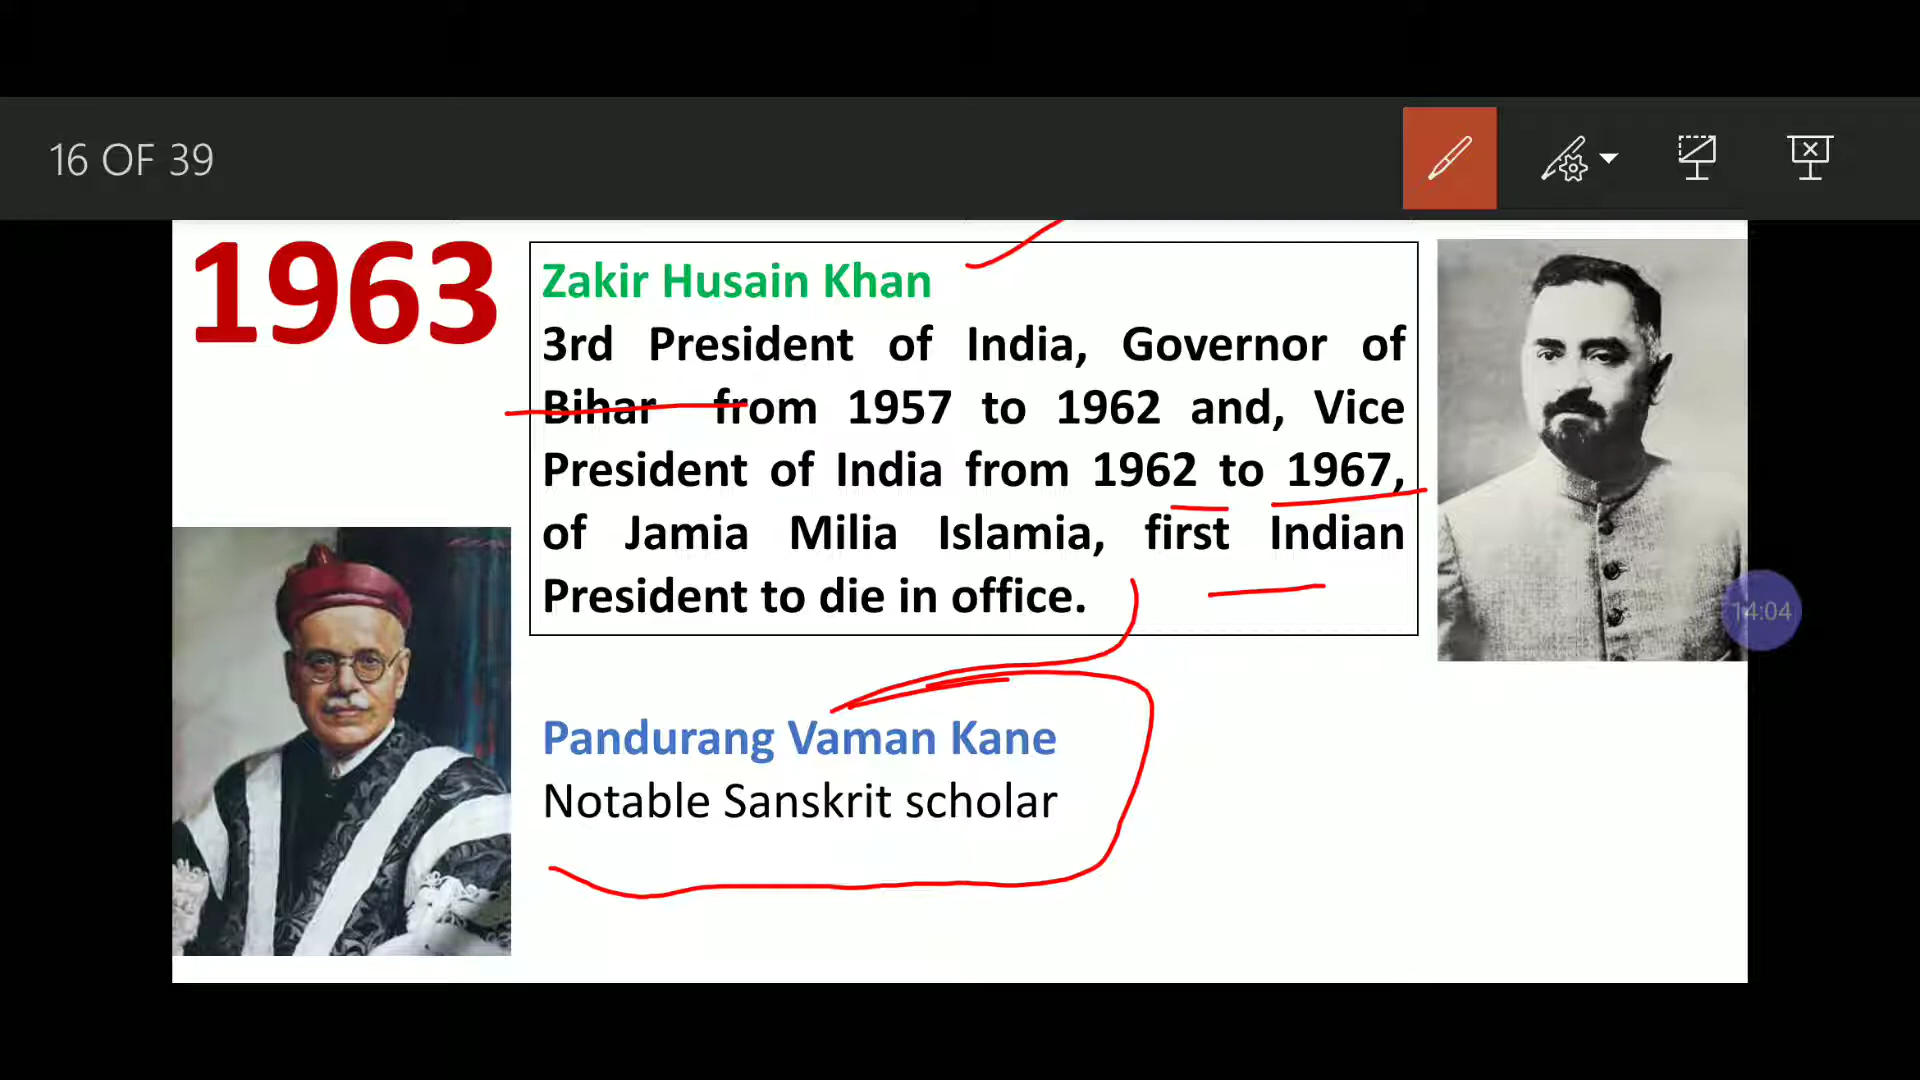 16 OF 39
1963
Zakir Husain Khan
3rd President of India, Governor of
Bihar from 1957 to 1962 and, Vice
President of India from 1962 to 1967,
of Jamia Milia Islamia, first Indian
President to die in office.
14:04
Pandurang Vaman Kane
Notable Sanskrit scholar